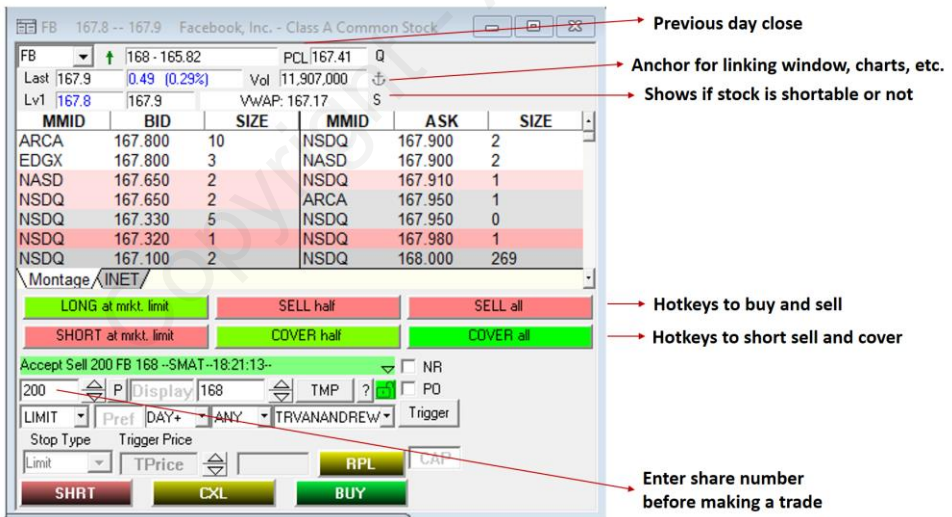 FB 167.8 -- 167.9 Facebook, Inc. - Class A Common Stock
Previous day close
FB 168 - 165.82 PCL 167.41 Q
Last 167.9 0.49 (0.29%) Vol 11,907,000
Anchor for linking window, charts, etc.
Lv1 167.8 167.9 VWAP: 167.17 S
Shows if stock is shortable or not
MMID BID SIZE MMID ASK SIZE
ARCA 167.800 10 NSDQ 167.900 2
EDGX 167.800 3 NASD 167.900 2
NASD 167.650 2 NSDQ 167.910 1
NSDQ 167.650 2 ARCA 167.950 1
NSDQ 167.330 5 NSDQ 167.950 0
NSDQ 167.320 1 NSDQ 167.980 1
NSDQ 167.100 2 NSDQ 168.000 269
Montage INET
LONG at mrkt. limit SELL half SELL all
Hotkeys to buy and sell
SHORT at mrkt. limit COVER half COVER all
Hotkeys to short sell and cover
Accept Sell 200 FB 168 --SMAT--18:21:13-- NR
200 P Display 168 TMP ? PO
LIMIT Pref DAY+ ANY TRVANANDREW Trigger
Stop Type Trigger Price
Limit TPrice RPL CAP
SHRT CXL BUY
Enter share number
before making a trade
Copyright